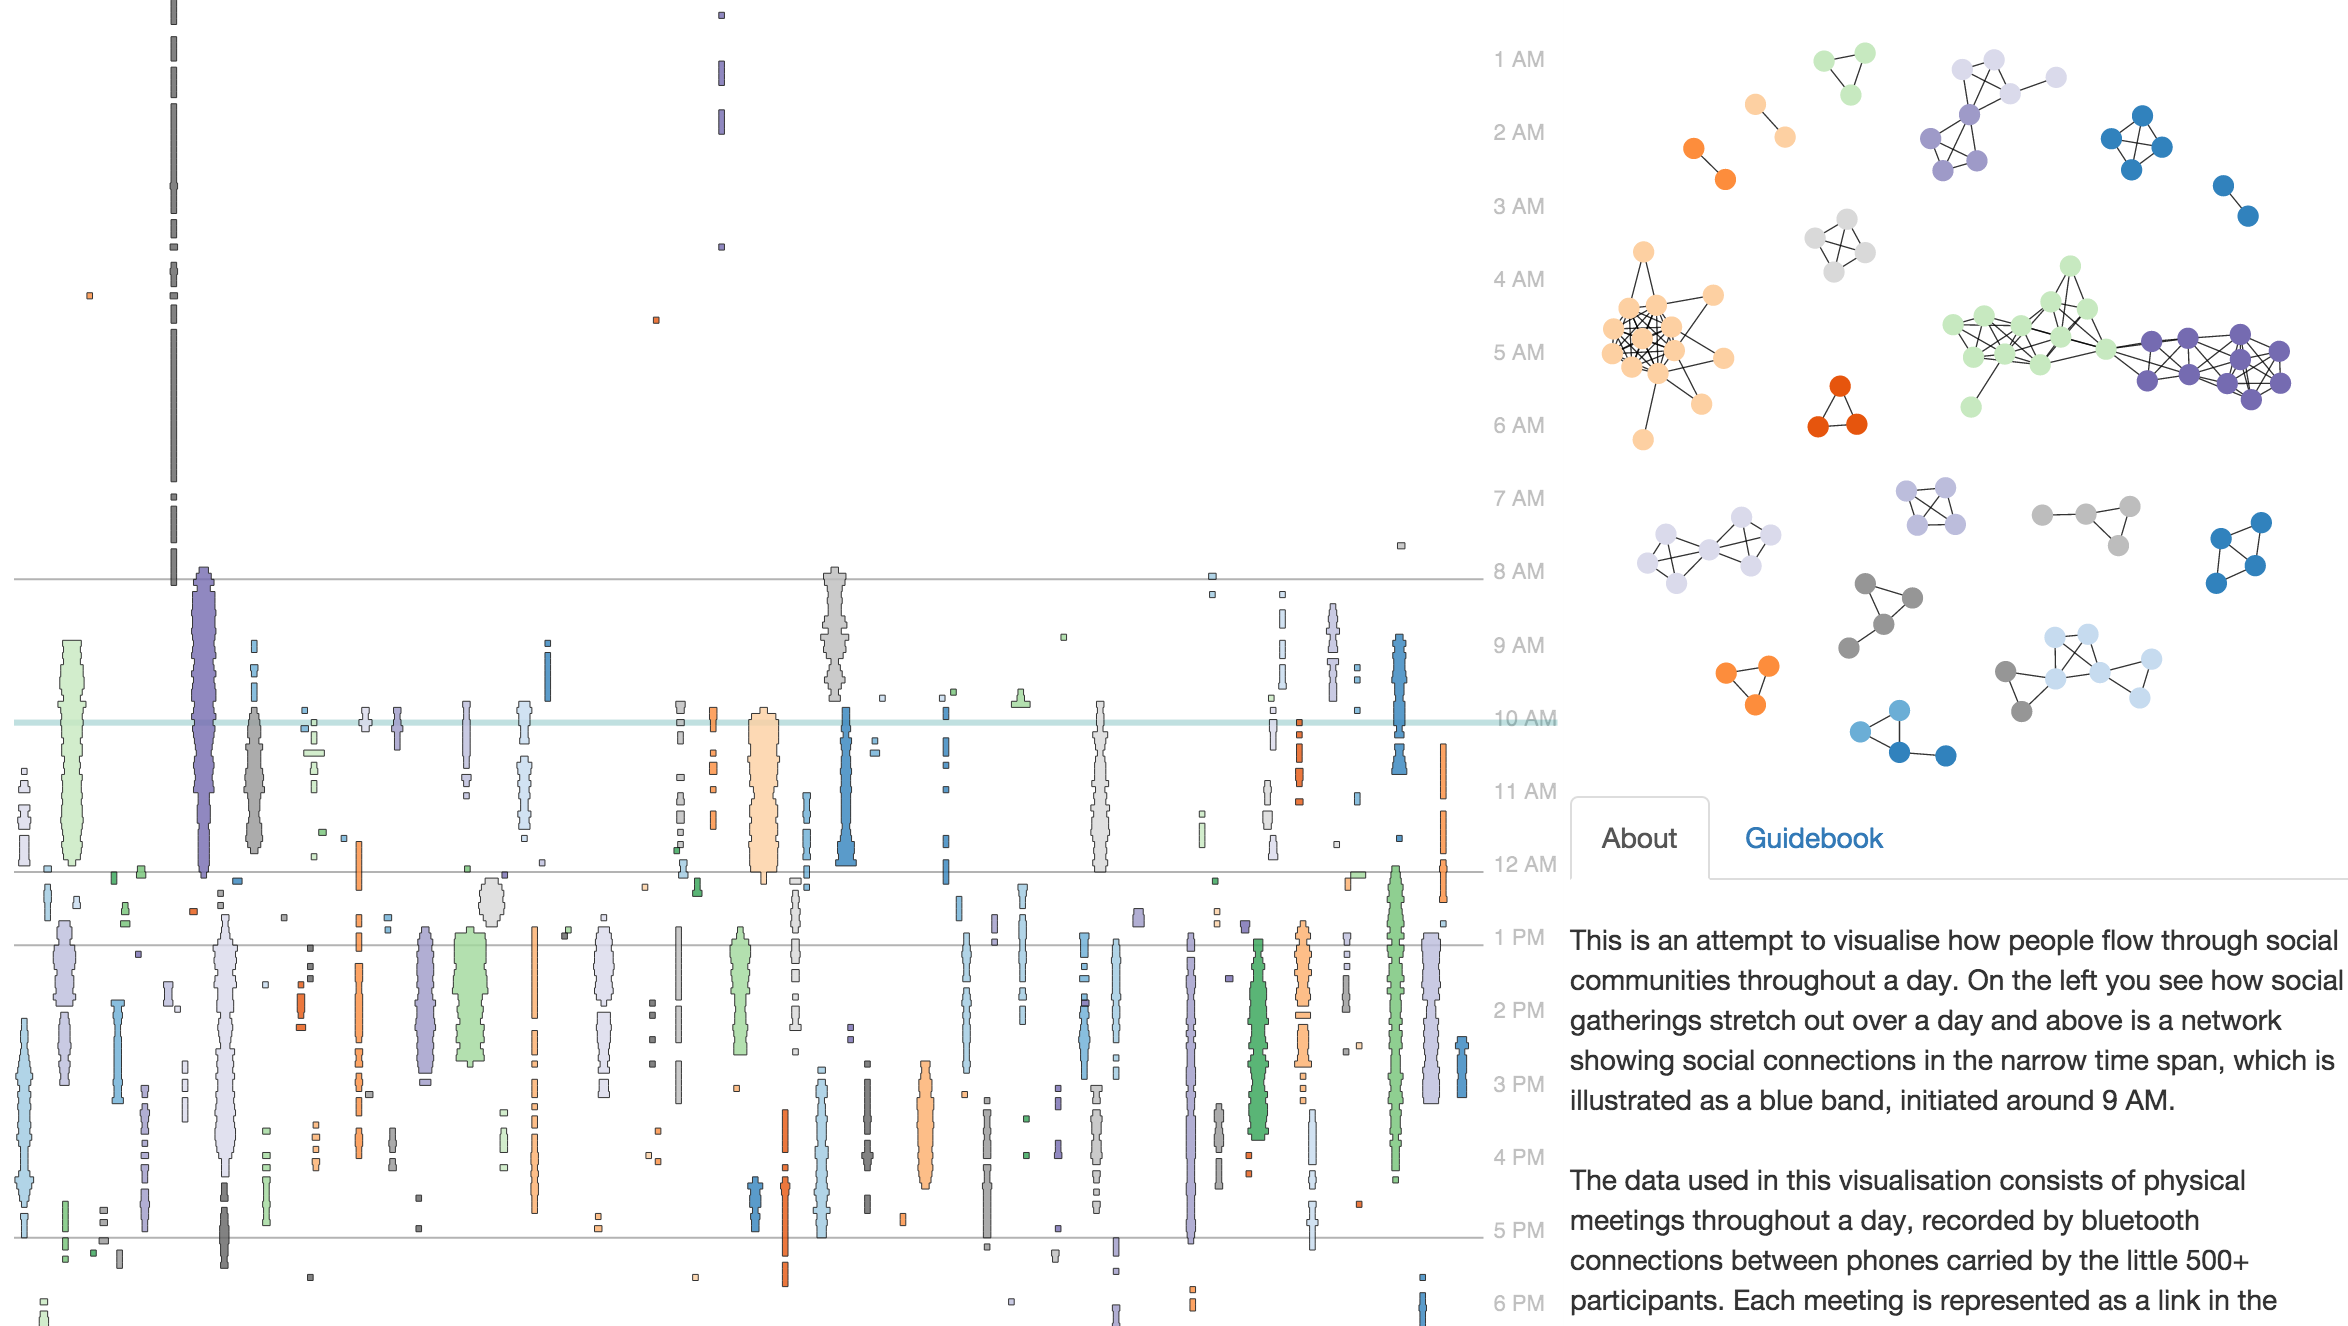 1 AM
2 AM
3 AM
4 AM
5 AM
6 AM
7 AM
8 AM
9 AM
10 AM
11 AM
12 AM
1 PM
2 PM
3 PM
4 PM
5 PM
6 PM
About
Guidebook
This is an attempt to visualise how people flow through social
communities throughout a day. On the left you see how social
gatherings stretch out over a day and above is a network
showing social connections in the narrow time span, which is
illustrated as a blue band, initiated around 9 AM.
The data used in this visualisation consists of physical
meetings throughout a day, recorded by bluetooth
connections between phones carried by the little 500+
participants. Each meeting is represented as a link in the